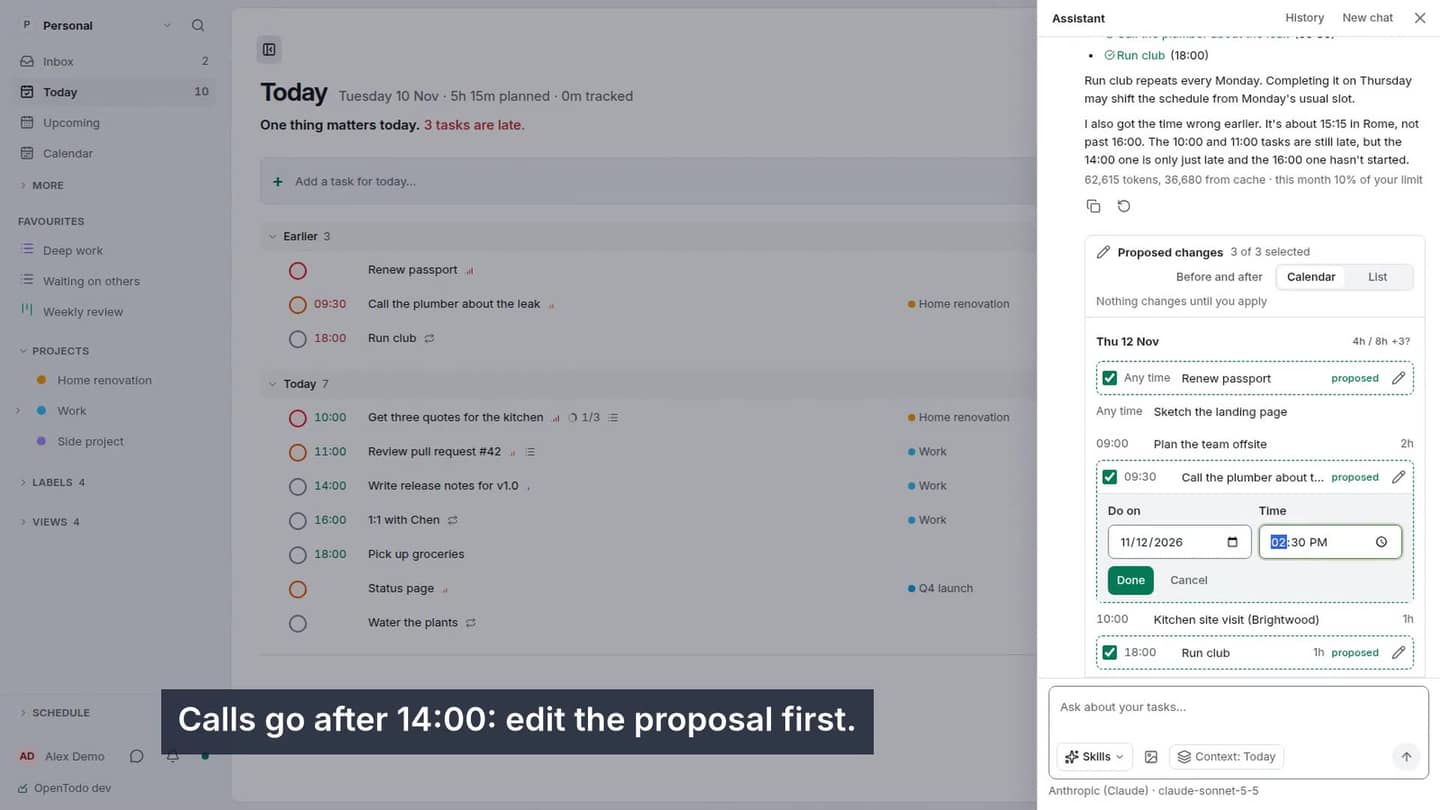 P Personal
Inbox 2
Today 10
Upcoming
Calendar
MORE
FAVOURITES
Deep work
Waiting on others
Weekly review
PROJECTS
Home renovation
Work
Side project
LABELS 4
VIEWS 4
SCHEDULE
AD Alex Demo
OpenTodo dev
Today Tuesday 10 Nov · 5h 15m planned · 0m tracked
One thing matters today. 3 tasks are late.
+ Add a task for today...
Earlier 3
Renew passport
09:30 Call the plumber about the leak Home renovation
18:00 Run club
Today 7
10:00 Get three quotes for the kitchen 1/3 Home renovation
11:00 Review pull request #42 Work
14:00 Write release notes for v1.0 Work
16:00 1:1 with Chen Work
18:00 Pick up groceries
Status page Q4 launch
Water the plants
Calls go after 14:00: edit the proposal first.
Assistant History New chat
• Run club (18:00)
Run club repeats every Monday. Completing it on Thursday
may shift the schedule from Monday's usual slot.
I also got the time wrong earlier. It's about 15:15 in Rome, not
past 16:00. The 10:00 and 11:00 tasks are still late, but the
14:00 one is only just late and the 16:00 one hasn't started.
62,615 tokens, 36,680 from cache · this month 10% of your limit
Proposed changes 3 of 3 selected
Before and after Calendar List
Nothing changes until you apply
Thu 12 Nov 4h / 8h +3?
Any time Renew passport proposed
Any time Sketch the landing page
09:00 Plan the team offsite 2h
09:30 Call the plumber about t... proposed
Do on Time
11/12/2026 02:30 PM
Done Cancel
10:00 Kitchen site visit (Brightwood) 1h
18:00 Run club 1h proposed
Ask about your tasks...
Skills Context: Today
Anthropic (Claude) · claude-sonnet-5-5